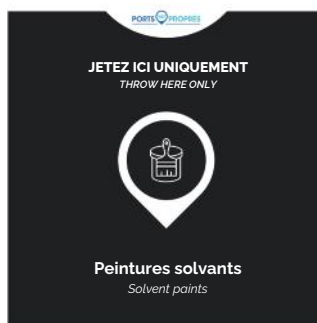 PORTS PROPRES
JETEZ ICI UNIQUEMENT
THROW HERE ONLY
Peintures solvants
Solvent paints